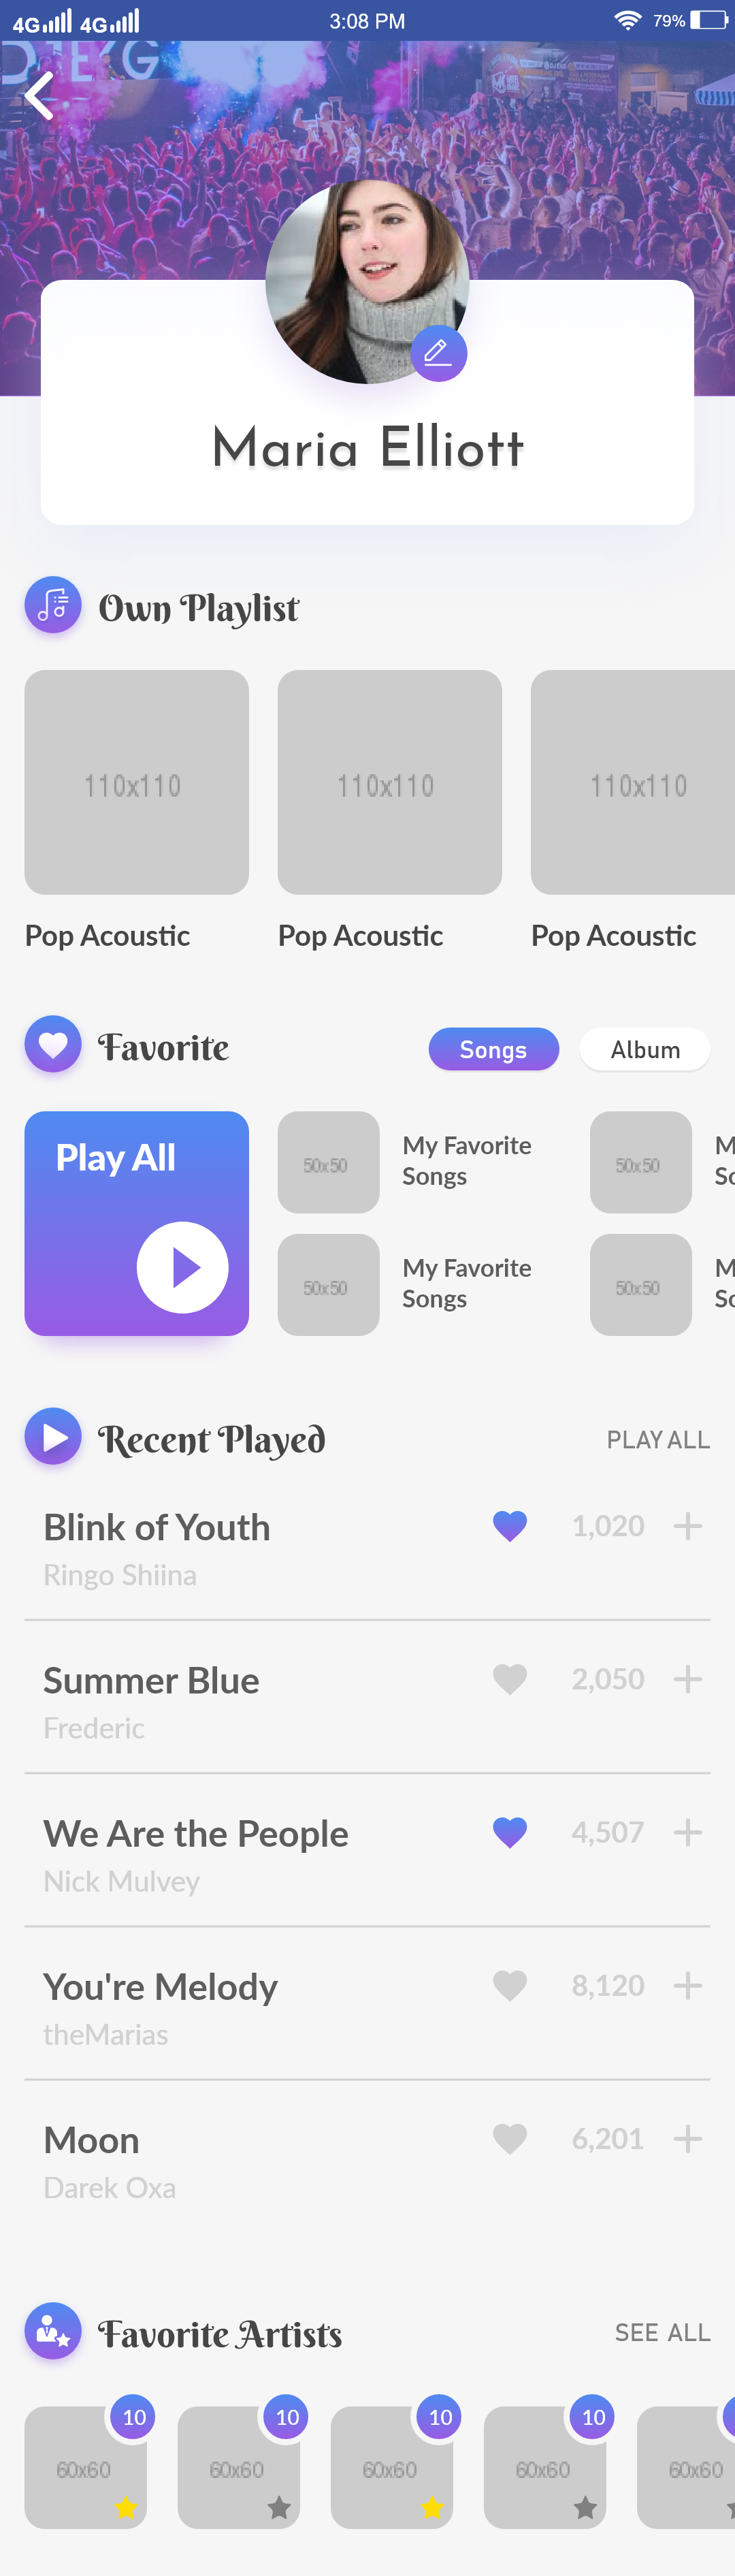 4G 4G 3:08 PM 79%
Maria Elliott
Own Playlist
110x110 110x110 110x110
Pop Acoustic Pop Acoustic Pop Acoustic
Favorite Songs Album
Play All
50x50 My Favorite 50x50 M
Songs So
50x50 My Favorite 50x50 M
Songs So
Recent Played PLAY ALL
Blink of Youth 1,020
Ringo Shiina
Summer Blue 2,050
Frederic
We Are the People 4,507
Nick Mulvey
You're Melody 8,120
theMarias
Moon 6,201
Darek Oxa
Favorite Artists SEE ALL
10 10 10 10
60x60 60x60 60x60 60x60 60x60